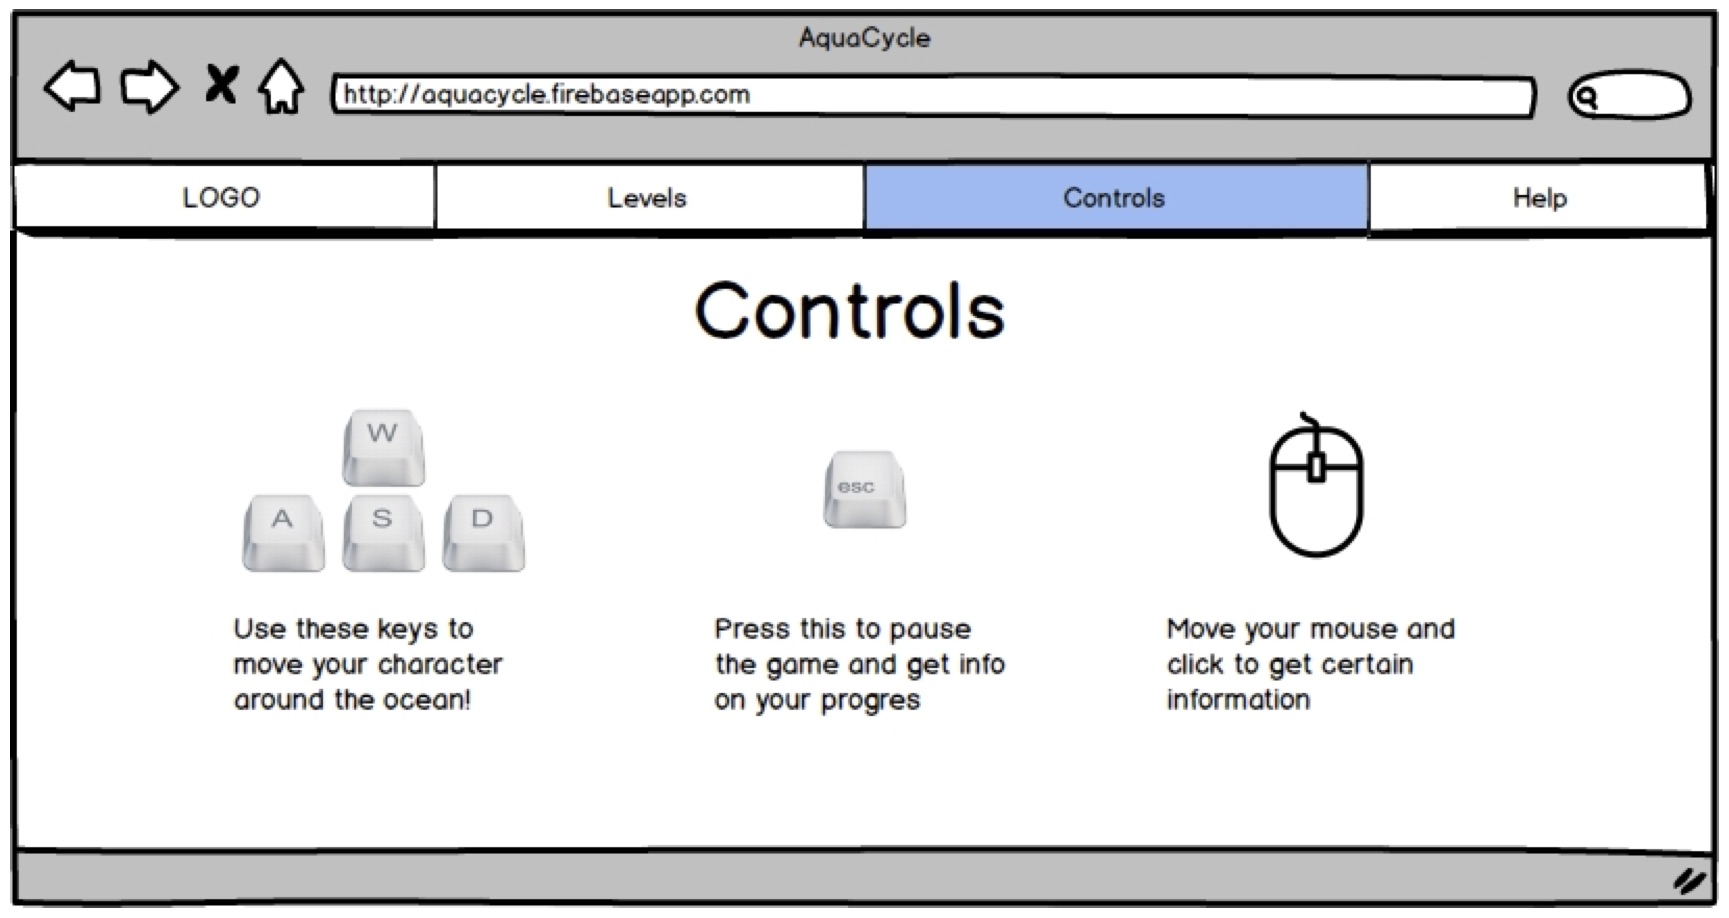 AquaCycle
http://aquacycle.firebaseapp.com
LOGO Levels Controls Help
Controls
W
A S D
esc
Use these keys to
move your character
around the ocean!
Press this to pause
the game and get info
on your progres
Move your mouse and
click to get certain
information